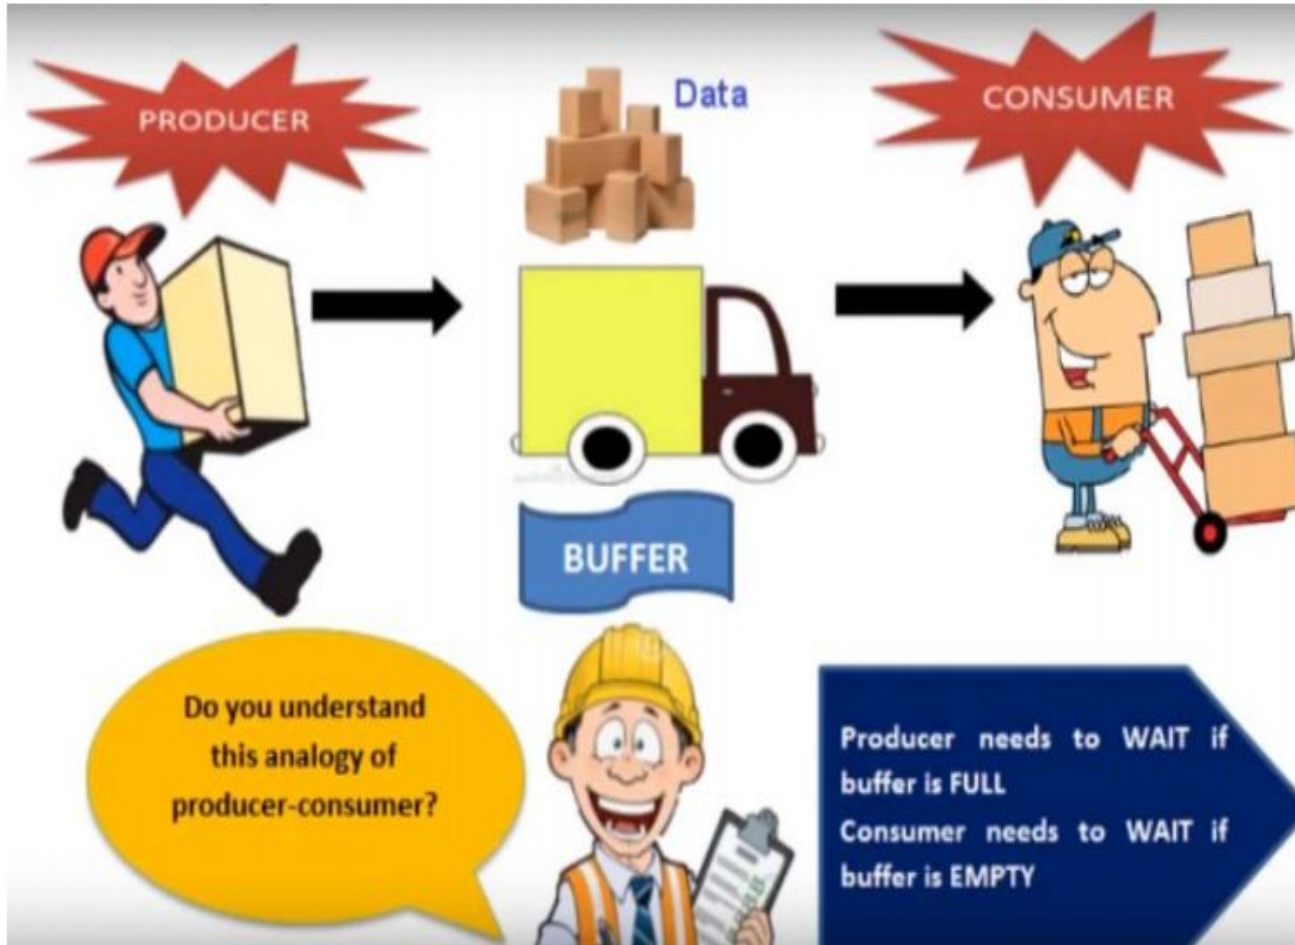 PRODUCER
Data
CONSUMER
BUFFER
Do you understand
this analogy of
producer-consumer?
Producer needs to WAIT if
buffer is FULL
Consumer needs to WAIT if
buffer is EMPTY